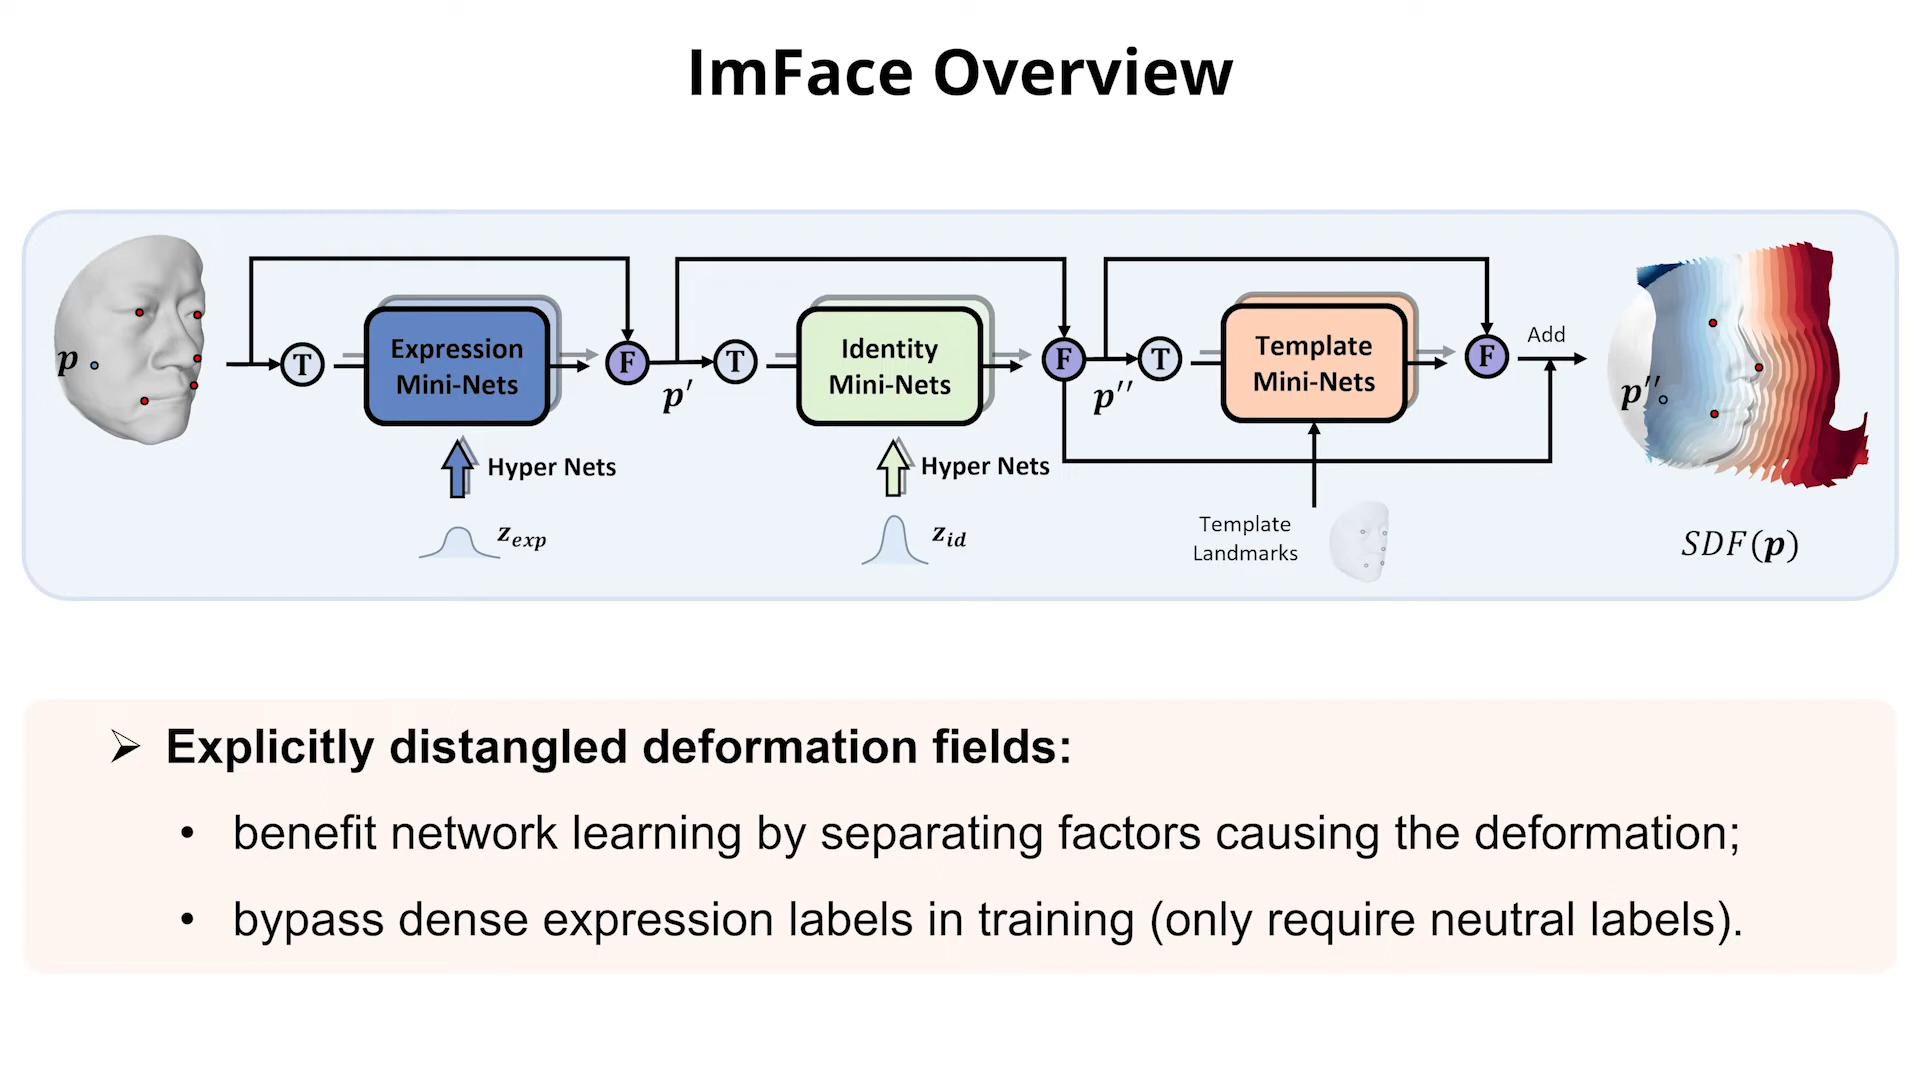 ImFace Overview
p
T
Expression
Mini-Nets
F
p′
T
Identity
Mini-Nets
F
p′′
T
Template
Mini-Nets
F
Add
p′′
Hyper Nets
Hyper Nets
z_exp
z_id
Template
Landmarks
SDF(p)
➢ Explicitly distangled deformation fields:
• benefit network learning by separating factors causing the deformation;
• bypass dense expression labels in training (only require neutral labels).